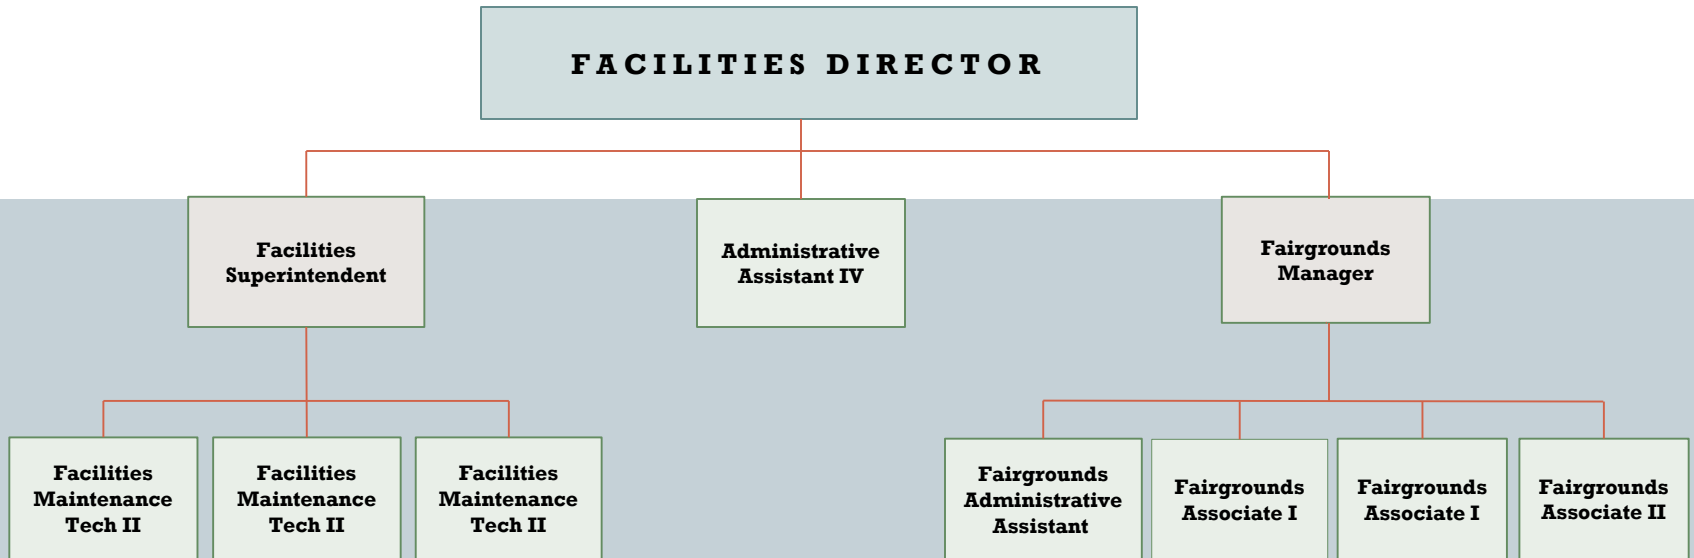 FACILITIES DIRECTOR
Facilities
Superintendent
Administrative
Assistant IV
Fairgrounds
Manager
Facilities
Maintenance
Tech II
Facilities
Maintenance
Tech II
Facilities
Maintenance
Tech II
Fairgrounds
Administrative
Assistant
Fairgrounds
Associate I
Fairgrounds
Associate I
Fairgrounds
Associate II